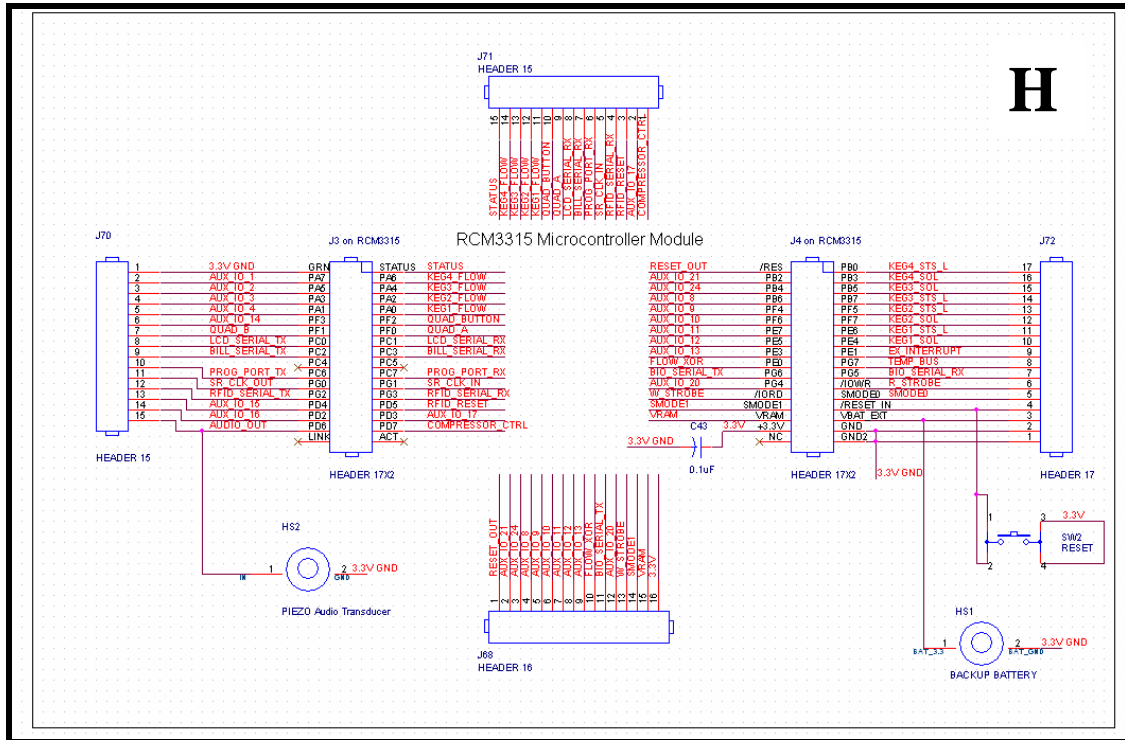 H
J71
HEADER 15
15 14 13 12 11 10 9 8 7 6 5 4 3 2 1
STATUS
KEG4_FLOW
KEG3_FLOW
KEG2_FLOW
KEG1_FLOW
QUAD_BUTTON
QUAD_A
LCD_SERIAL_RX
BILL_SERIAL_RX
PROG_PORT_RX
SR_CLK_IN
RFID_SERIAL_RX
RFID_RESET
AUX_IO_17
COMPRESSOR_CTRL
RCM3315 Microcontroller Module
J70
J3 on RCM3315
J4 on RCM3315
J72
1 3.3V GND GRN STATUS STATUS
2 AUX_IO_1 PA7 PA6 KEG4_FLOW
3 AUX_IO_2 PA5 PA4 KEG3_FLOW
4 AUX_IO_3 PA3 PA2 KEG2_FLOW
5 AUX_IO_4 PA1 PA0 KEG1_FLOW
6 AUX_IO_14 PF3 PF2 QUAD_BUTTON
7 QUAD_B PF1 PF0 QUAD_A
8 LCD_SERIAL_TX PC0 PC1 LCD_SERIAL_RX
9 BILL_SERIAL_TX PC2 PC3 BILL_SERIAL_RX
10 PC4 PC5
11 PROG_PORT_TX PC6 PC7 PROG_PORT_RX
12 SR_CLK_OUT PG0 PG1 SR_CLK_IN
13 RFID_SERIAL_TX PG2 PG3 RFID_SERIAL_RX
14 AUX_IO_15 PD4 PD5 RFID_RESET
15 AUX_IO_16 PD2 PD3 AUX_IO_17
AUDIO_OUT PD6 PD7 COMPRESSOR_CTRL
LINK ACT
HEADER 15
HEADER 17X2
RESET_OUT /RES PB0 KEG4_STS_L 17
AUX_IO_21 PB2 PB3 KEG4_SOL 16
AUX_IO_24 PB4 PB5 KEG3_SOL 15
AUX_IO_8 PB6 PB7 KEG3_STS_L 14
AUX_IO_9 PF4 PF5 KEG2_STS_L 13
AUX_IO_10 PF6 PF7 KEG2_SOL 12
AUX_IO_11 PE7 PE6 KEG1_STS_L 11
AUX_IO_12 PE5 PE4 KEG1_SOL 10
AUX_IO_13 PE3 PE1 EX_INTERRUPT 9
FLOW_XOR PE0 PG7 TEMP_BUS 8
BIO_SERIAL_TX PG6 PG5 BIO_SERIAL_RX 7
AUX_IO_20 PG4 /IOWR R_STROBE 6
W_STROBE /IORD SMODE0 SMODE0 5
SMODE1 SMODE1 /RESET_IN 4
VRAM VRAM VBAT_EXT 3
3.3V +3.3V GND 2
NC GND2 1
C43
3.3V GND
0.1uF
HEADER 17X2
3.3V GND
HEADER 17
RESET_OUT
AUX_IO_21
AUX_IO_24
AUX_IO_8
AUX_IO_9
AUX_IO_10
AUX_IO_11
AUX_IO_12
AUX_IO_13
FLOW_XOR
BIO_SERIAL_TX
AUX_IO_20
W_STROBE
SMODE1
VRAM
3.3V
1 2 3 4 5 6 7 8 9 10 11 12 13 14 15 16
J68
HEADER 16
HS2
IN 1 2 GND 3.3V GND
PIEZO Audio Transducer
1 3 3.3V
SW2
RESET
2 4
HS1
BAT_3.3 1 2 BAT_GND 3.3V GND
BACKUP BATTERY